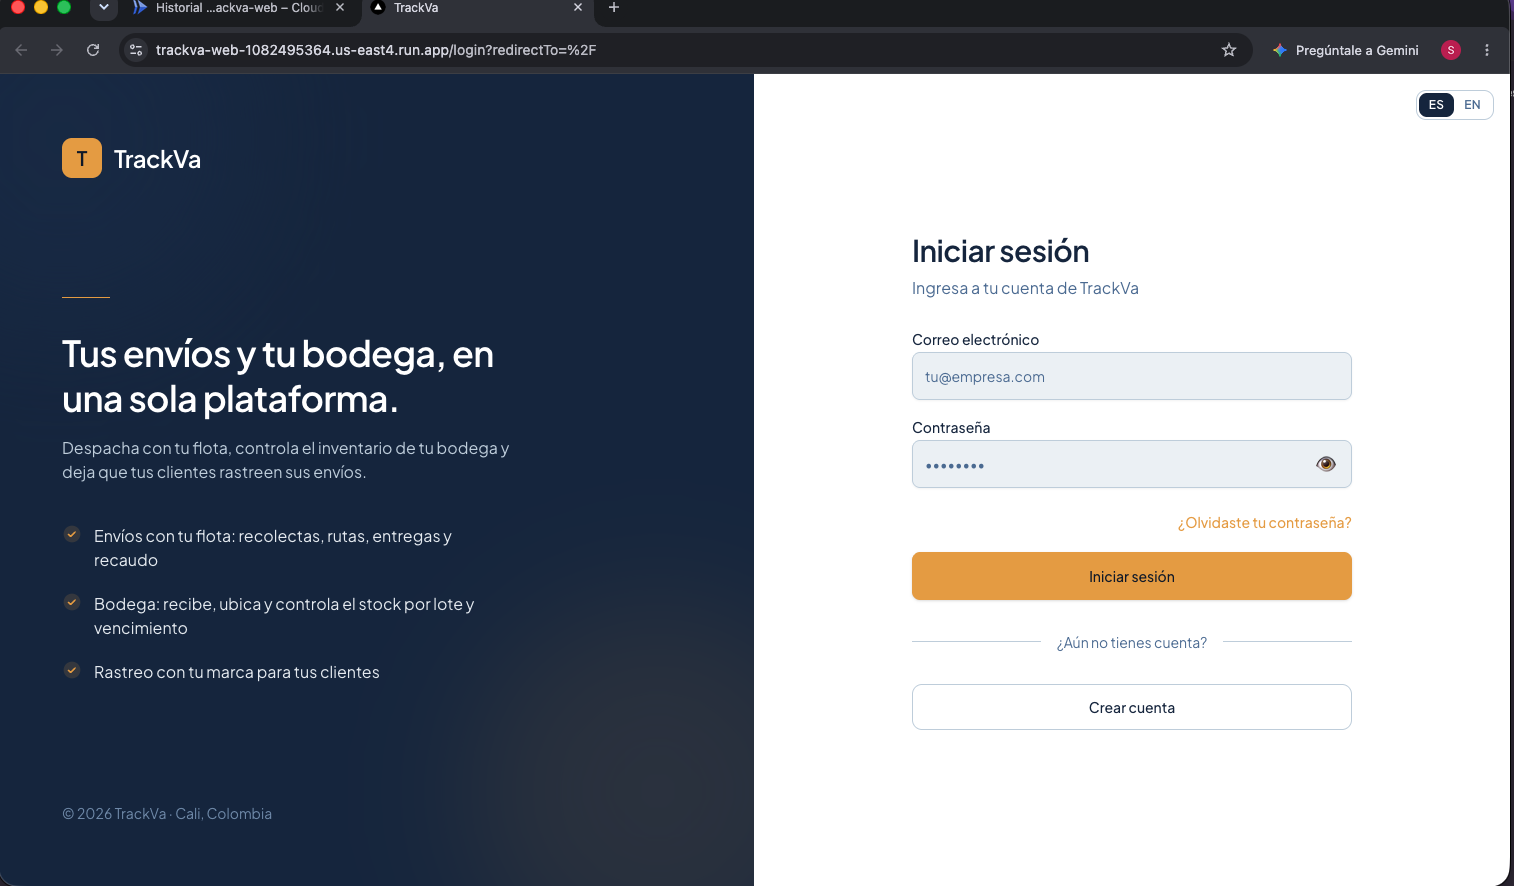 Historial ...ackva-web – Cloud
TrackVa
trackva-web-1082495364.us-east4.run.app/login?redirectTo=%2F
Pregúntale a Gemini
S
ES
EN
T
TrackVa
Tus envíos y tu bodega, en
una sola plataforma.
Despacha con tu flota, controla el inventario de tu bodega y
deja que tus clientes rastreen sus envíos.
Envíos con tu flota: recolectas, rutas, entregas y
recaudo
Bodega: recibe, ubica y controla el stock por lote y
vencimiento
Rastreo con tu marca para tus clientes
© 2026 TrackVa · Cali, Colombia
Iniciar sesión
Ingresa a tu cuenta de TrackVa
Correo electrónico
tu@empresa.com
Contraseña
••••••••
¿Olvidaste tu contraseña?
Iniciar sesión
¿Aún no tienes cuenta?
Crear cuenta